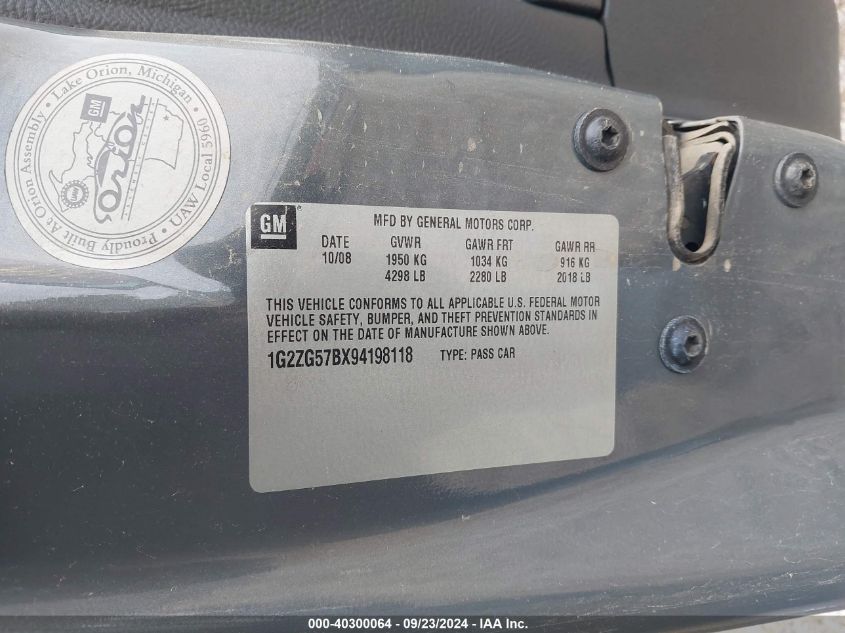 Proudly Built At Orion Assembly • Lake Orion, Michigan • UAW Local 5960
GM
orion
GM
MFD BY GENERAL MOTORS CORP.
DATE GVWR GAWR FRT GAWR RR
10/08 1950 KG 1034 KG 916 KG
4298 LB 2280 LB 2018 LB
THIS VEHICLE CONFORMS TO ALL APPLICABLE U.S. FEDERAL MOTOR
VEHICLE SAFETY, BUMPER, AND THEFT PREVENTION STANDARDS IN
EFFECT ON THE DATE OF MANUFACTURE SHOWN ABOVE.
1G2ZG57BX94198118 TYPE: PASS CAR
000-40300064 - 09/23/2024 - IAA Inc.